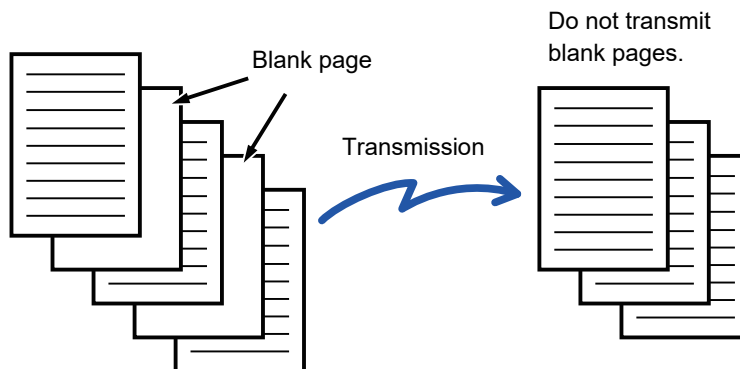 Do not transmit
blank pages.
Blank page
Transmission